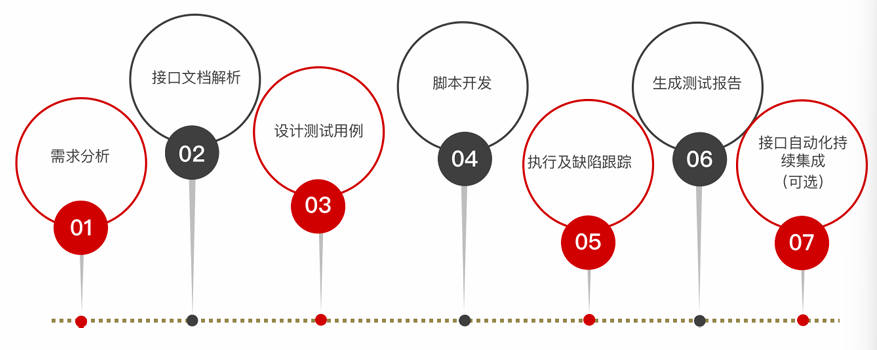 需求分析
01
接口文档解析
02
设计测试用例
03
脚本开发
04
执行及缺陷跟踪
05
生成测试报告
06
接口自动化持
续集成
(可选)
07